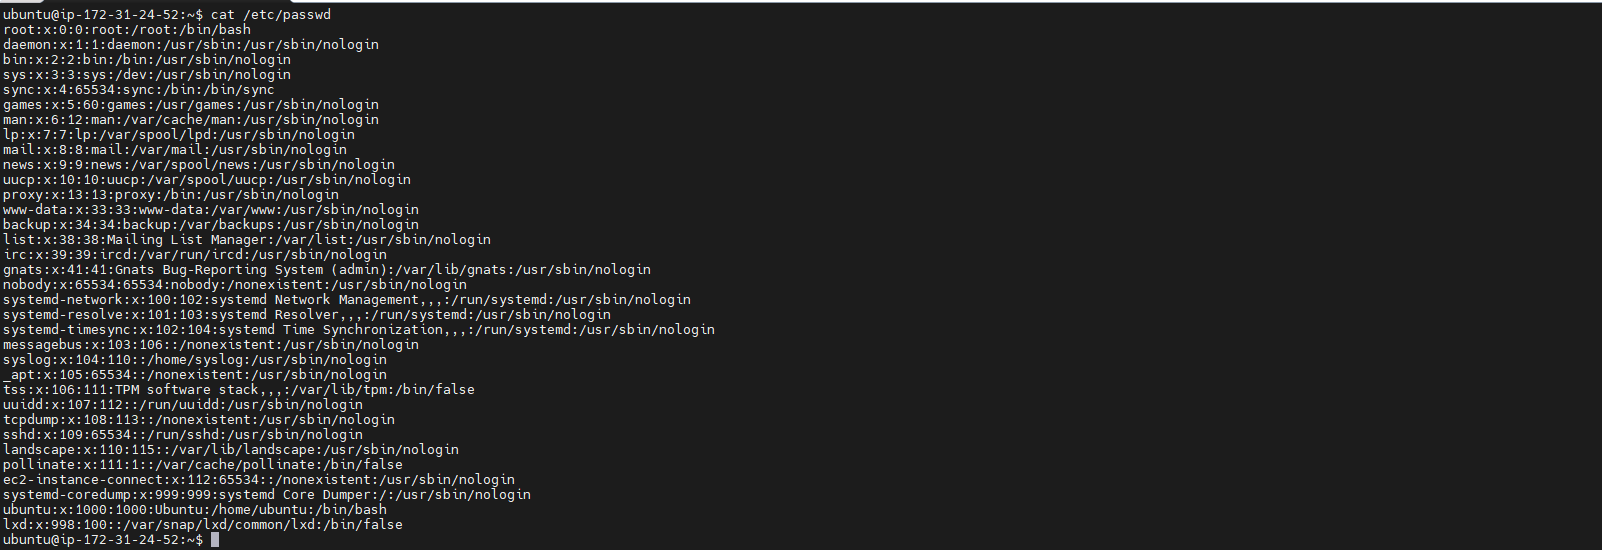 ubuntu@ip-172-31-24-52:~$ cat /etc/passwd
root:x:0:0:root:/root:/bin/bash
daemon:x:1:1:daemon:/usr/sbin:/usr/sbin/nologin
bin:x:2:2:bin:/bin:/usr/sbin/nologin
sys:x:3:3:sys:/dev:/usr/sbin/nologin
sync:x:4:65534:sync:/bin:/bin/sync
games:x:5:60:games:/usr/games:/usr/sbin/nologin
man:x:6:12:man:/var/cache/man:/usr/sbin/nologin
lp:x:7:7:lp:/var/spool/lpd:/usr/sbin/nologin
mail:x:8:8:mail:/var/mail:/usr/sbin/nologin
news:x:9:9:news:/var/spool/news:/usr/sbin/nologin
uucp:x:10:10:uucp:/var/spool/uucp:/usr/sbin/nologin
proxy:x:13:13:proxy:/bin:/usr/sbin/nologin
www-data:x:33:33:www-data:/var/www:/usr/sbin/nologin
backup:x:34:34:backup:/var/backups:/usr/sbin/nologin
list:x:38:38:Mailing List Manager:/var/list:/usr/sbin/nologin
irc:x:39:39:ircd:/var/run/ircd:/usr/sbin/nologin
gnats:x:41:41:Gnats Bug-Reporting System (admin):/var/lib/gnats:/usr/sbin/nologin
nobody:x:65534:65534:nobody:/nonexistent:/usr/sbin/nologin
systemd-network:x:100:102:systemd Network Management,,,:/run/systemd:/usr/sbin/nologin
systemd-resolve:x:101:103:systemd Resolver,,,:/run/systemd:/usr/sbin/nologin
systemd-timesync:x:102:104:systemd Time Synchronization,,,:/run/systemd:/usr/sbin/nologin
messagebus:x:103:106::/nonexistent:/usr/sbin/nologin
syslog:x:104:110::/home/syslog:/usr/sbin/nologin
_apt:x:105:65534::/nonexistent:/usr/sbin/nologin
tss:x:106:111:TPM software stack,,,:/var/lib/tpm:/bin/false
uuidd:x:107:112::/run/uuidd:/usr/sbin/nologin
tcpdump:x:108:113::/nonexistent:/usr/sbin/nologin
sshd:x:109:65534::/run/sshd:/usr/sbin/nologin
landscape:x:110:115::/var/lib/landscape:/usr/sbin/nologin
pollinate:x:111:1::/var/cache/pollinate:/bin/false
ec2-instance-connect:x:112:65534::/nonexistent:/usr/sbin/nologin
systemd-coredump:x:999:999:systemd Core Dumper:/:/usr/sbin/nologin
ubuntu:x:1000:1000:Ubuntu:/home/ubuntu:/bin/bash
lxd:x:998:100::/var/snap/lxd/common/lxd:/bin/false
ubuntu@ip-172-31-24-52:~$